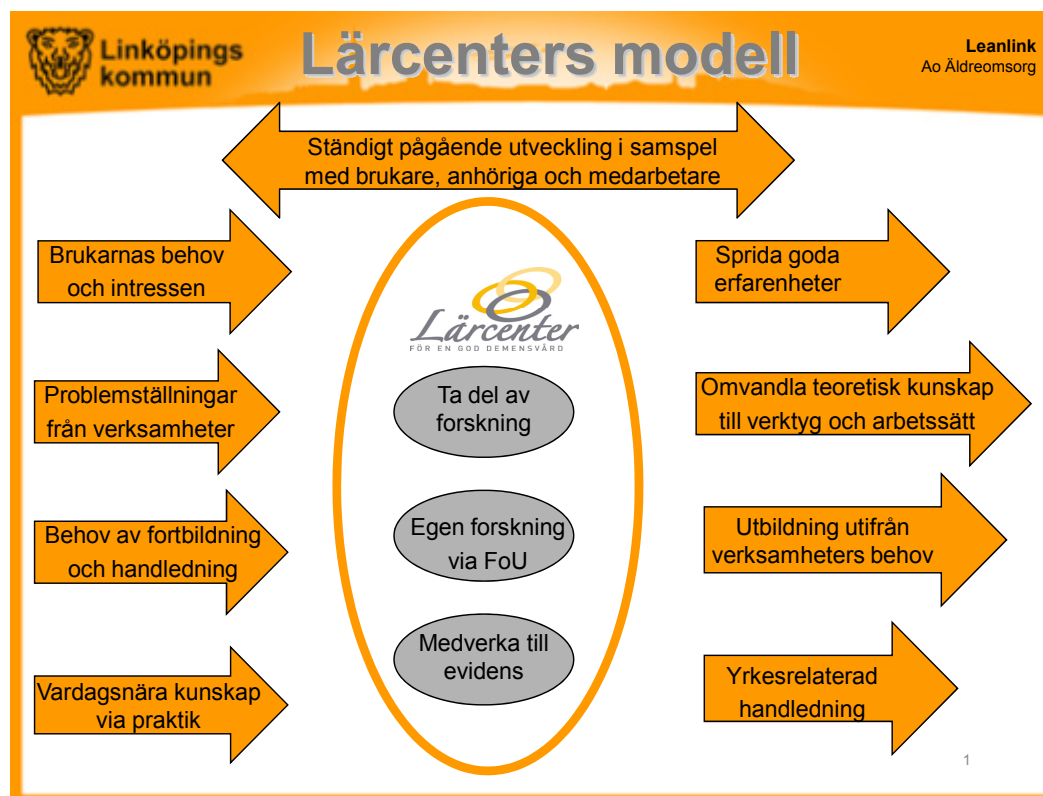 Linköpings
kommun
Lärcenters modell
Leanlink
Ao Äldreomsorg
Ständigt pågående utveckling i samspel
med brukare, anhöriga och medarbetare
Brukarnas behov
och intressen
Problemställningar
från verksamheter
Behov av fortbildning
och handledning
Vardagsnära kunskap
via praktik
Lärcenter
FÖR EN GOD DEMENSVÅRD
Ta del av
forskning
Egen forskning
via FoU
Medverka till
evidens
Sprida goda
erfarenheter
Omvandla teoretisk kunskap
till verktyg och arbetssätt
Utbildning utifrån
verksamheters behov
Yrkesrelaterad
handledning
1